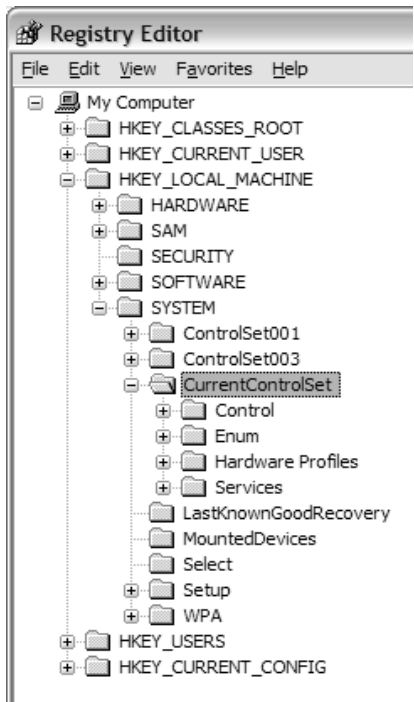 Registry Editor
File Edit View Favorites Help
My Computer
HKEY_CLASSES_ROOT
HKEY_CURRENT_USER
HKEY_LOCAL_MACHINE
HARDWARE
SAM
SECURITY
SOFTWARE
SYSTEM
ControlSet001
ControlSet003
CurrentControlSet
Control
Enum
Hardware Profiles
Services
LastKnownGoodRecovery
MountedDevices
Select
Setup
WPA
HKEY_USERS
HKEY_CURRENT_CONFIG